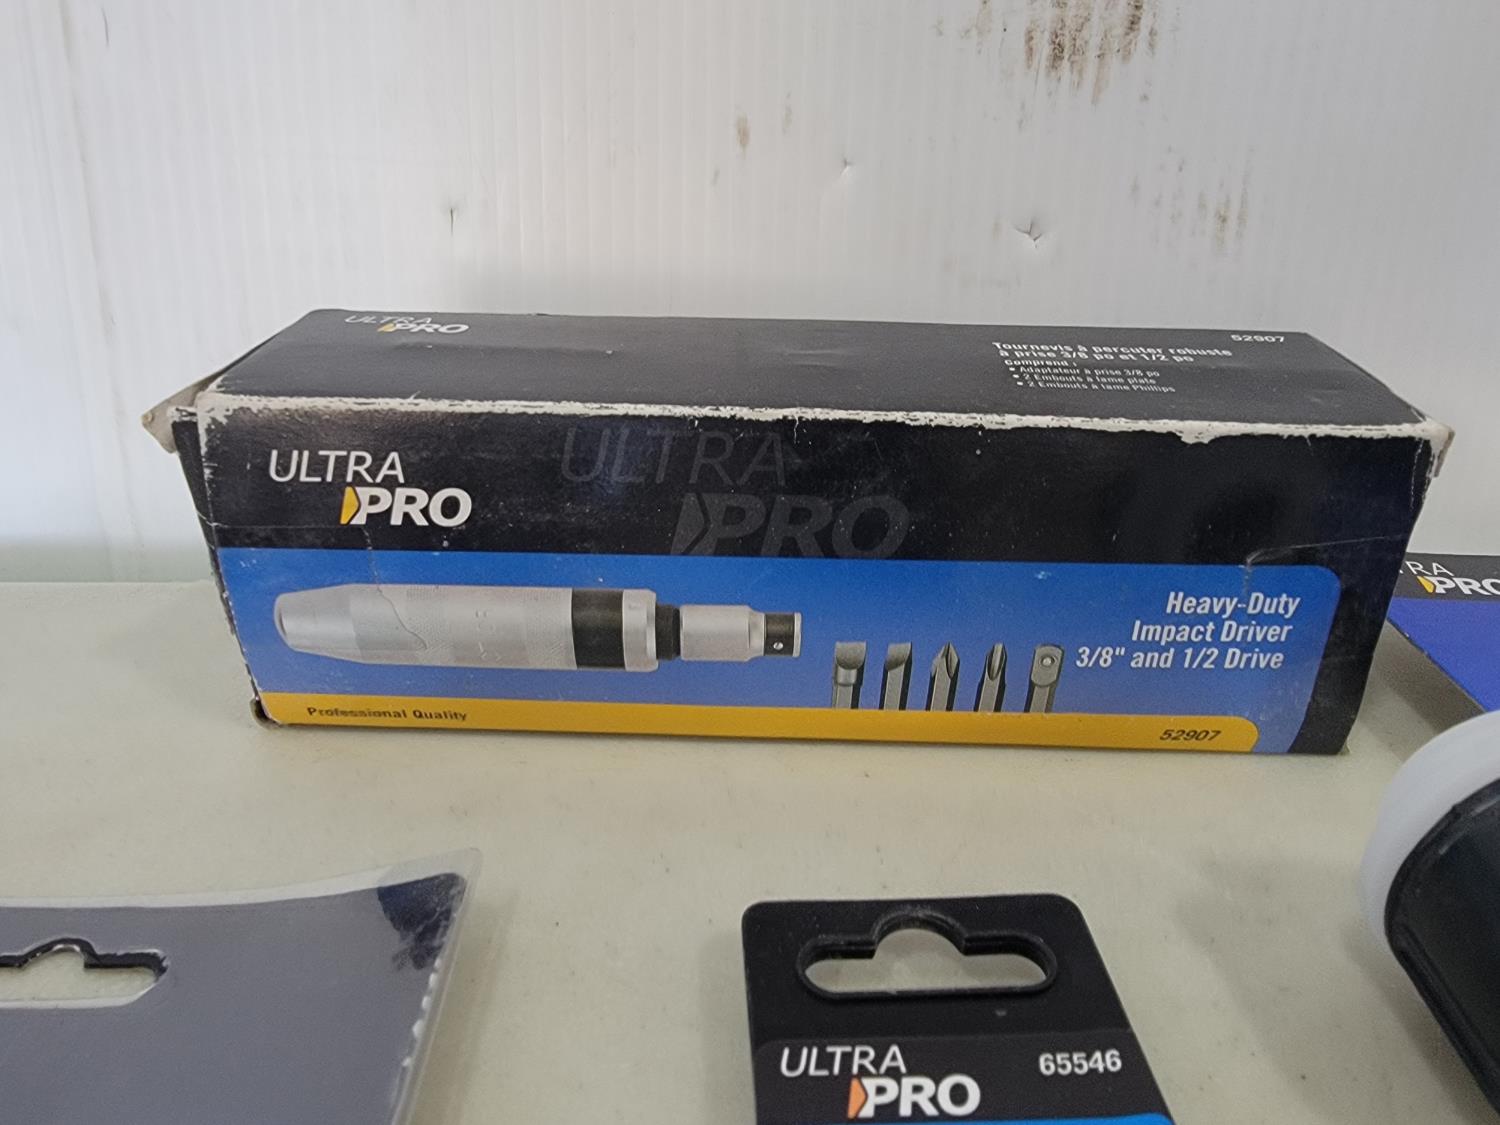 ULTRA
PRO
52907
Tournevis à percuter robuste
à prise 3/8 po et 1/2 po
Comprend :
• Adaptateur à prise 3/8 po
• 2 Embouts à lame plate
• 2 Embouts à lame Phillips
ULTRA
PRO
ULTRA
PRO
Heavy-Duty
Impact Driver
3/8" and 1/2 Drive
Professional Quality
52907
RA
PRO
ULTRA
PRO
65546